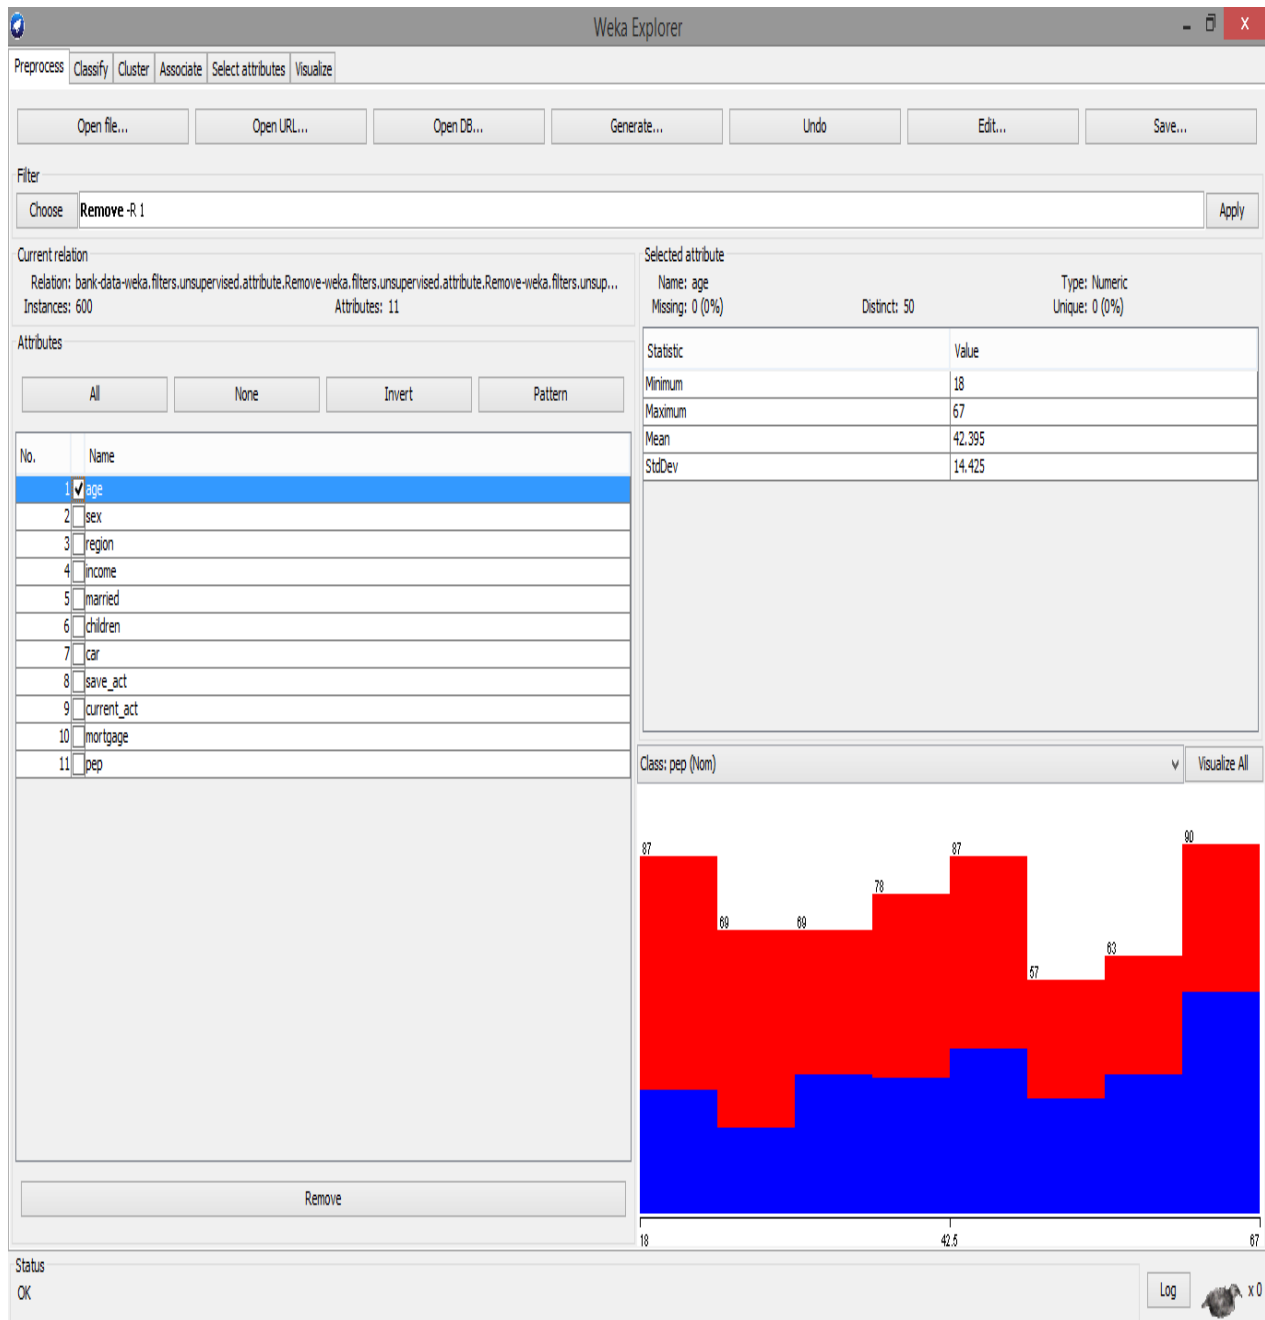 Weka Explorer
Preprocess Classify Cluster Associate Select attributes Visualize
Open file... Open URL... Open DB... Generate... Undo Edit... Save...
Filter
Choose Remove -R 1 Apply
Current relation
Relation: bank-data-weka.filters.unsupervised.attribute.Remove-weka.filters.unsupervised.attribute.Remove-weka.filters.unsup...
Instances: 600 Attributes: 11
Attributes
All None Invert Pattern
No. Name
1 age
2 sex
3 region
4 income
5 married
6 children
7 car
8 save_act
9 current_act
10 mortgage
11 pep
Remove
Selected attribute
Name: age Type: Numeric
Missing: 0 (0%) Distinct: 50 Unique: 0 (0%)
Statistic Value
Minimum 18
Maximum 67
Mean 42.395
StdDev 14.425
Class: pep (Nom) Visualize All
87 69 69 78 87 57 63 90
18 42.5 67
Status
OK
Log x 0